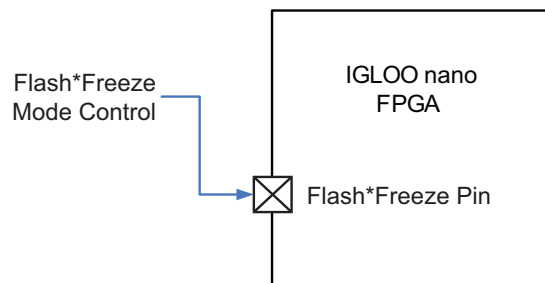 Flash*Freeze
Mode Control
IGLOO nano
FPGA
Flash*Freeze Pin